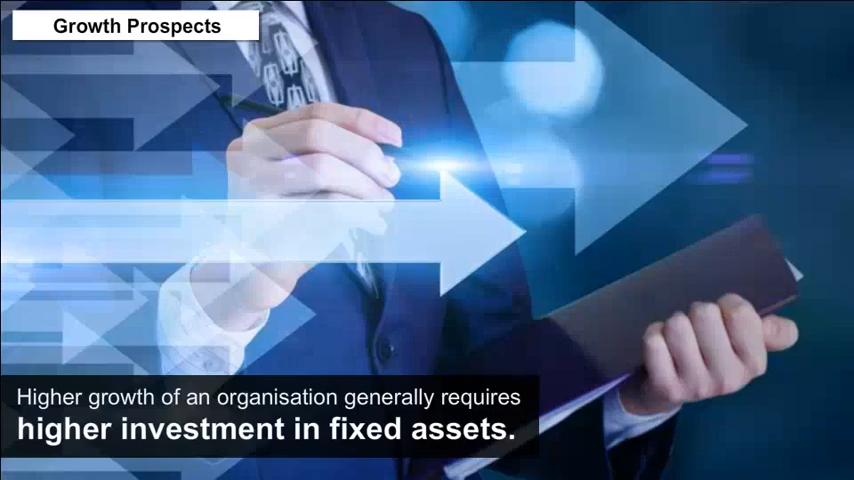 Growth Prospects
Higher growth of an organisation generally requires
higher investment in fixed assets.